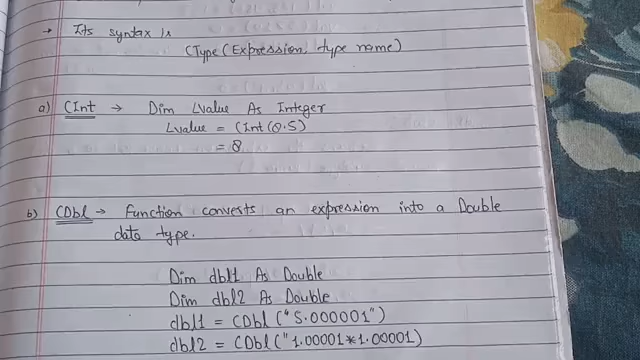 → Its syntax is
CType (Expression, type name)
a) CInt → Dim Lvalue As Integer
Lvalue = CInt (8.5)
= 8
b) CDbl → Function converts an expression into a Double
data type.
Dim dbl1 As Double
Dim dbl2 As Double
dbl1 = CDbl ("5.000001")
dbl2 = CDbl ("1.00001*1.00001)